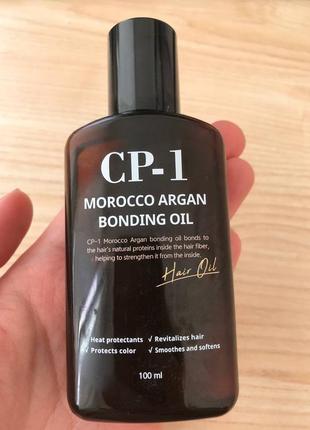 CP-1
MOROCCO ARGAN
BONDING OIL
CP-1 Morocco Argan bonding oil bonds to
the hair's natural proteins inside the hair fiber,
helping to strengthen it from the inside.
Hair Oil
Heat protectants √ Revitalizes hair
√ Protects color √ Smoothes and softens
100 ml